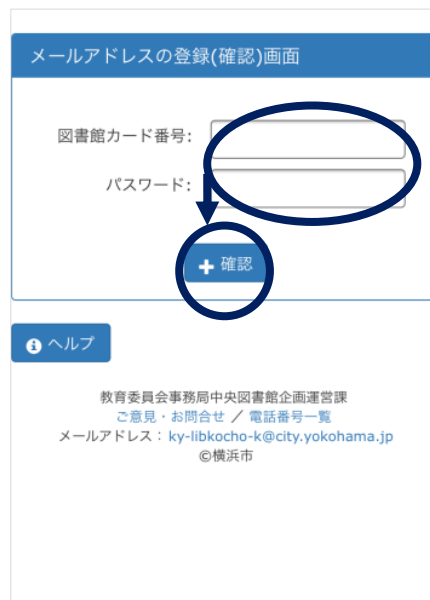 メールアドレスの登録(確認)画面
図書館カード番号:
パスワード:
確認
ヘルプ
教育委員会事務局中央図書館企画運営課
ご意見・お問合せ ／ 電話番号一覧
メールアドレス：ky-libkocho-k@city.yokohama.jp
©横浜市